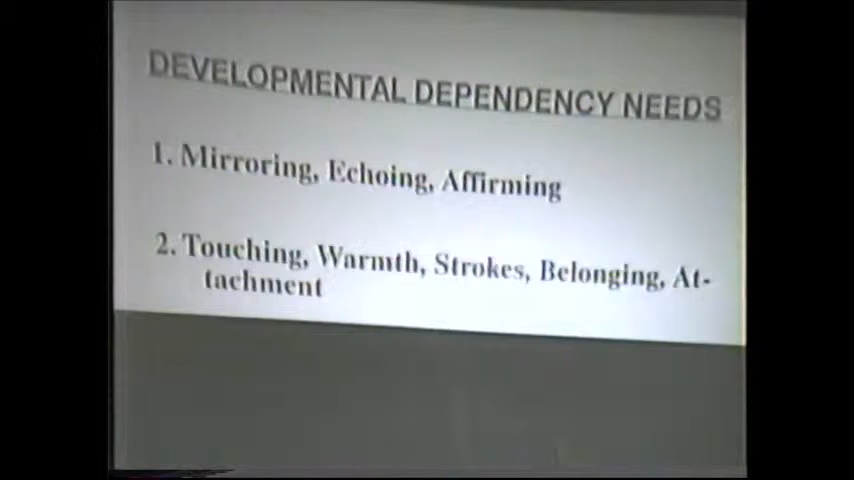 DEVELOPMENTAL DEPENDENCY NEEDS
1. Mirroring, Echoing, Affirming
2. Touching, Warmth, Strokes, Belonging, At-
tachment